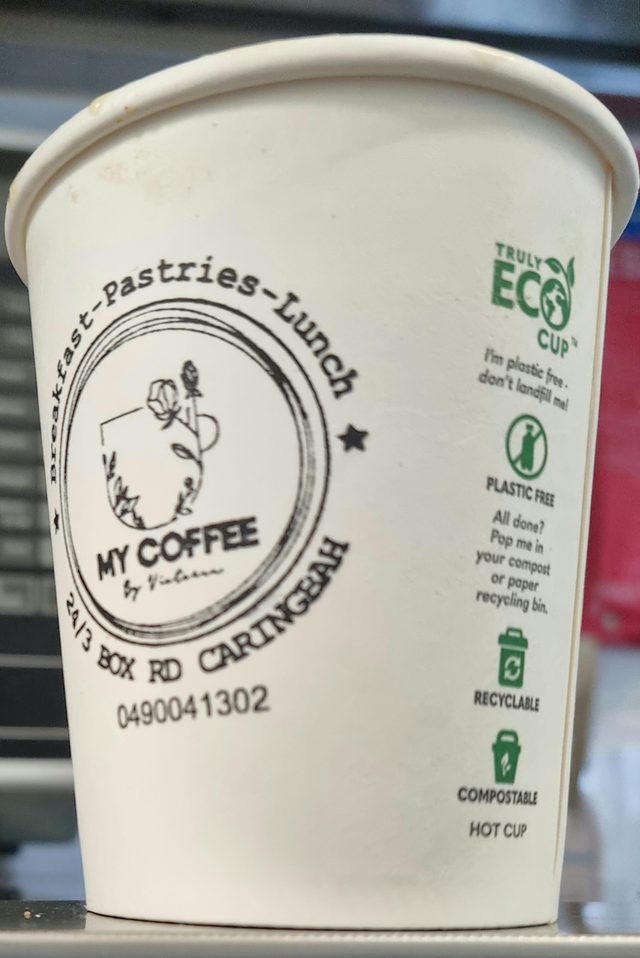 Breakfast-Pastries-Lunch
MY COFFEE
24/3 BOX RD CARINGBAH
0490041302
TRULY
ECO
CUP™
I'm plastic free -
don't landfill me!
PLASTIC FREE
All done?
Pop me in
your compost
or paper
recycling bin.
RECYCLABLE
COMPOSTABLE
HOT CUP